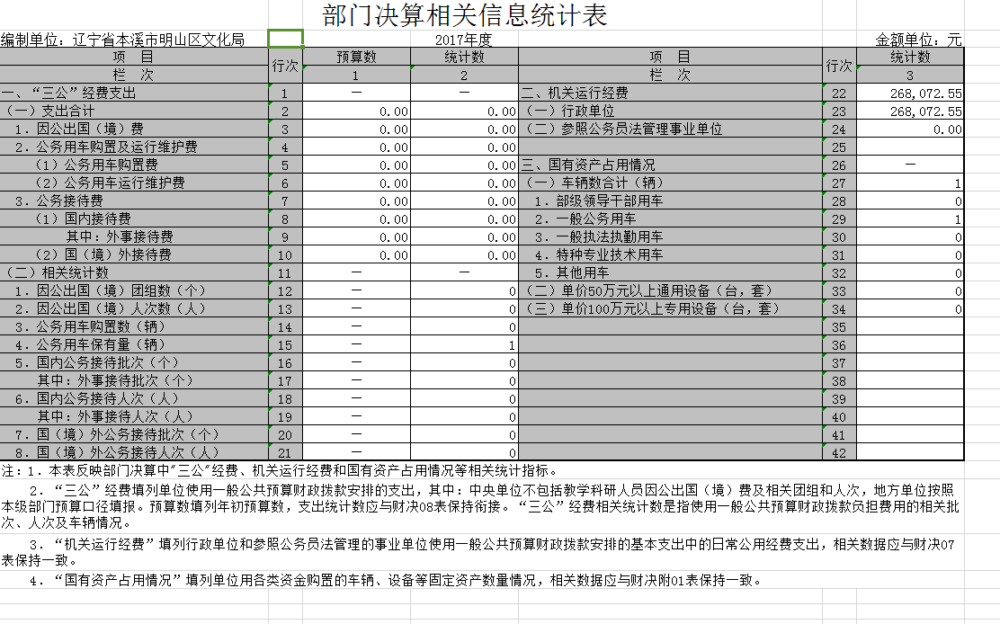 部门决算相关信息统计表
编制单位：辽宁省本溪市明山区文化局 2017年度 金额单位：元
项 目 行次 预算数 统计数 项 目 行次 统计数
栏 次 1 2 栏 次 3
一、“三公”经费支出 1 — — 二、机关运行经费 22 268,072.55
（一）支出合计 2 0.00 0.00 （一）行政单位 23 268,072.55
1．因公出国（境）费 3 0.00 0.00 （二）参照公务员法管理事业单位 24 0.00
2．公务用车购置及运行维护费 4 0.00 0.00 25
（1）公务用车购置费 5 0.00 0.00 三、国有资产占用情况 26 —
（2）公务用车运行维护费 6 0.00 0.00 （一）车辆数合计（辆） 27 1
3．公务接待费 7 0.00 0.00 1．部级领导干部用车 28 0
（1）国内接待费 8 0.00 0.00 2．一般公务用车 29 1
其中：外事接待费 9 0.00 0.00 3．一般执法执勤用车 30 0
（2）国（境）外接待费 10 0.00 0.00 4．特种专业技术用车 31 0
（二）相关统计数 11 — — 5．其他用车 32 0
1．因公出国（境）团组数（个） 12 — 0 （二）单价50万元以上通用设备（台，套） 33 0
2．因公出国（境）人次数（人） 13 — 0 （三）单价100万元以上专用设备（台，套） 34 0
3．公务用车购置数（辆） 14 — 0 35
4．公务用车保有量（辆） 15 — 1 36
5．国内公务接待批次（个） 16 — 0 37
其中：外事接待批次（个） 17 — 0 38
6．国内公务接待人次（人） 18 — 0 39
其中：外事接待人次（人） 19 — 0 40
7．国（境）外公务接待批次（个） 20 — 0 41
8．国（境）外公务接待人次（人） 21 — 0 42
注：1．本表反映部门决算中"三公"经费、机关运行经费和国有资产占用情况等相关统计指标。
2．“三公”经费填列单位使用一般公共预算财政拨款安排的支出，其中：中央单位不包括教学科研人员因公出国（境）费及相关团组和人次，地方单位按照
本级部门预算口径填报。预算数填列年初预算数，支出统计数应与财决08表保持衔接。“三公”经费相关统计数是指使用一般公共预算财政拨款负担费用的相关批
次、人次及车辆情况。
3．“机关运行经费”填列行政单位和参照公务员法管理的事业单位使用一般公共预算财政拨款安排的基本支出中的日常公用经费支出，相关数据应与财决07
表保持一致。
4．“国有资产占用情况”填列单位用各类资金购置的车辆、设备等固定资产数量情况，相关数据应与财决附01表保持一致。